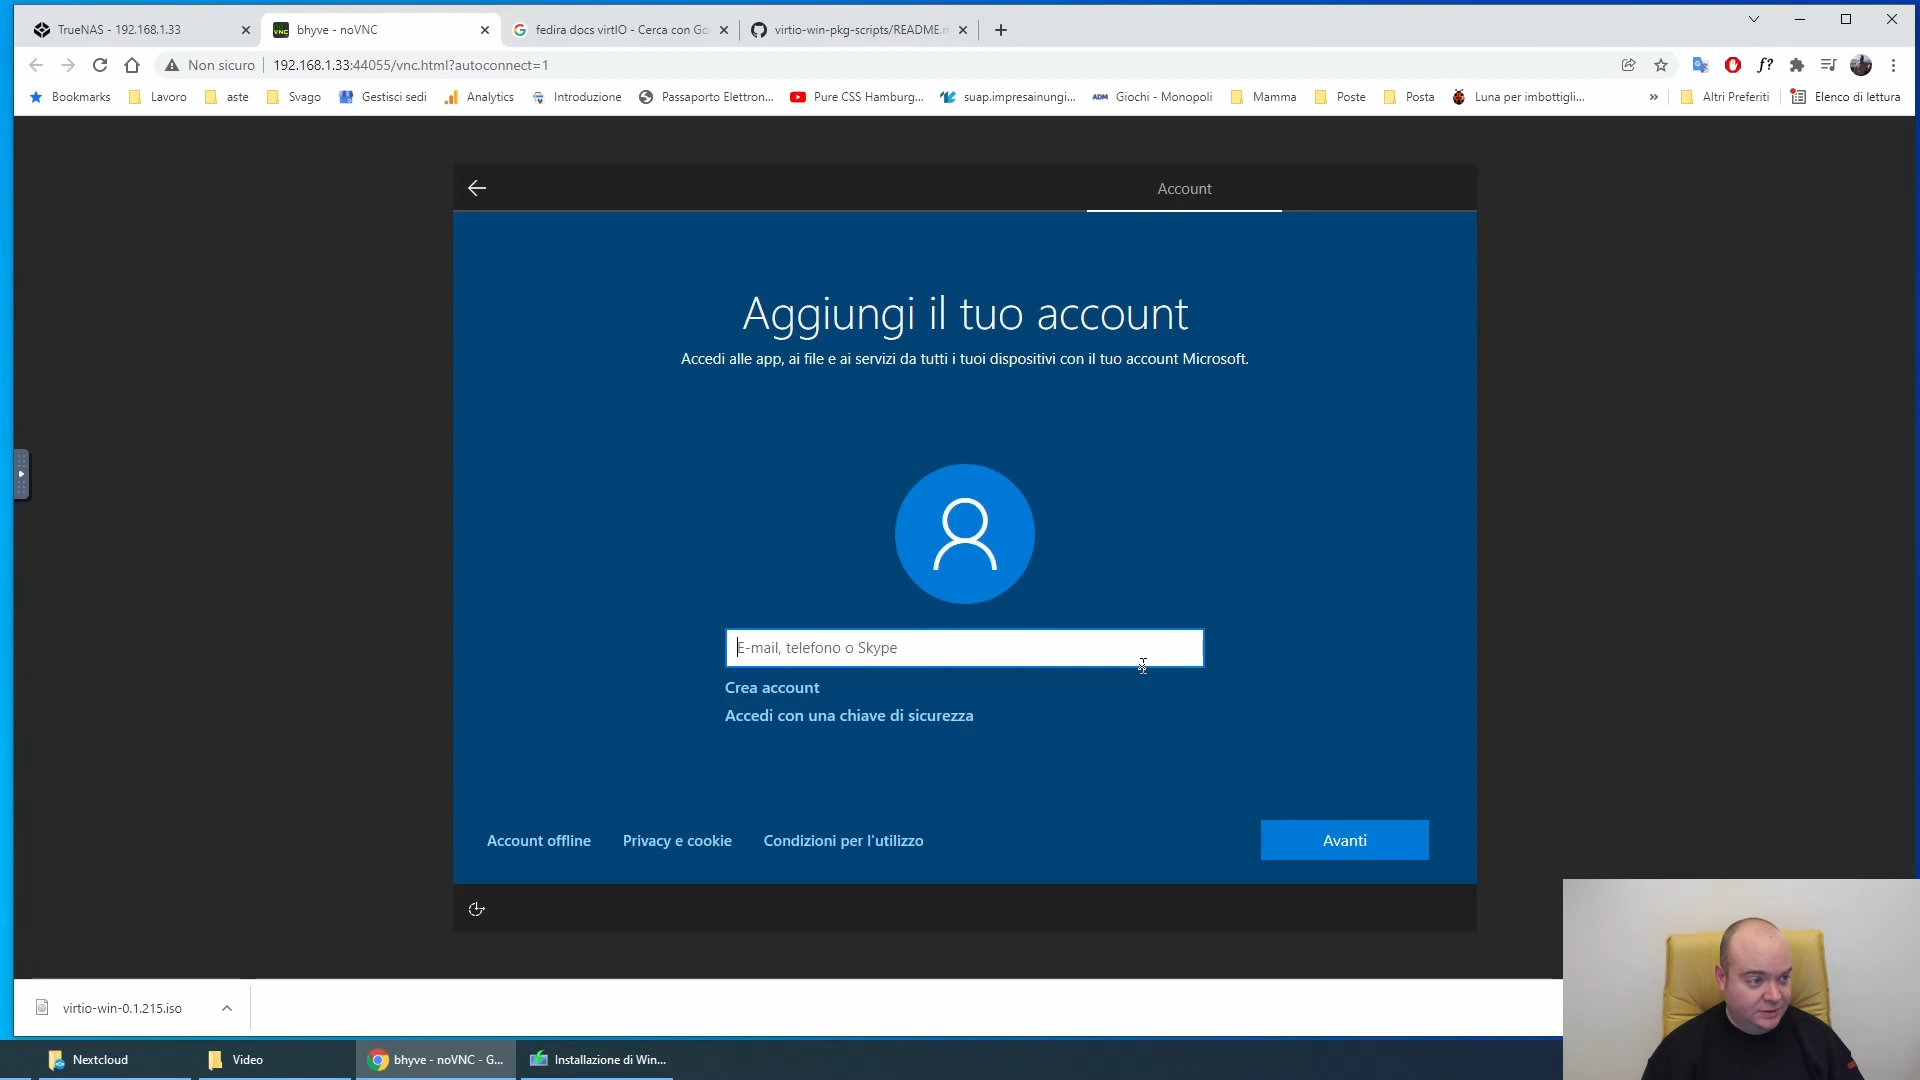 TrueNAS - 192.168.1.33
bhyve - noVNC
fedira docs virtIO - Cerca con Go
virtio-win-pkg-scripts/README.m
Non sicuro
192.168.1.33:44055/vnc.html?autoconnect=1
Bookmarks
Lavoro
aste
Svago
Gestisci sedi
Analytics
Introduzione
Passaporto Elettron...
Pure CSS Hamburg...
suap.impresainungi...
ADM
Giochi - Monopoli
Mamma
Poste
Posta
Luna per imbottigli...
»
Altri Preferiti
Elenco di lettura
Account
Aggiungi il tuo account
Accedi alle app, ai file e ai servizi da tutti i tuoi dispositivi con il tuo account Microsoft.
E-mail, telefono o Skype
Crea account
Accedi con una chiave di sicurezza
Account offline
Privacy e cookie
Condizioni per l'utilizzo
Avanti
virtio-win-0.1.215.iso
Nextcloud
Video
bhyve - noVNC - G...
Installazione di Win...